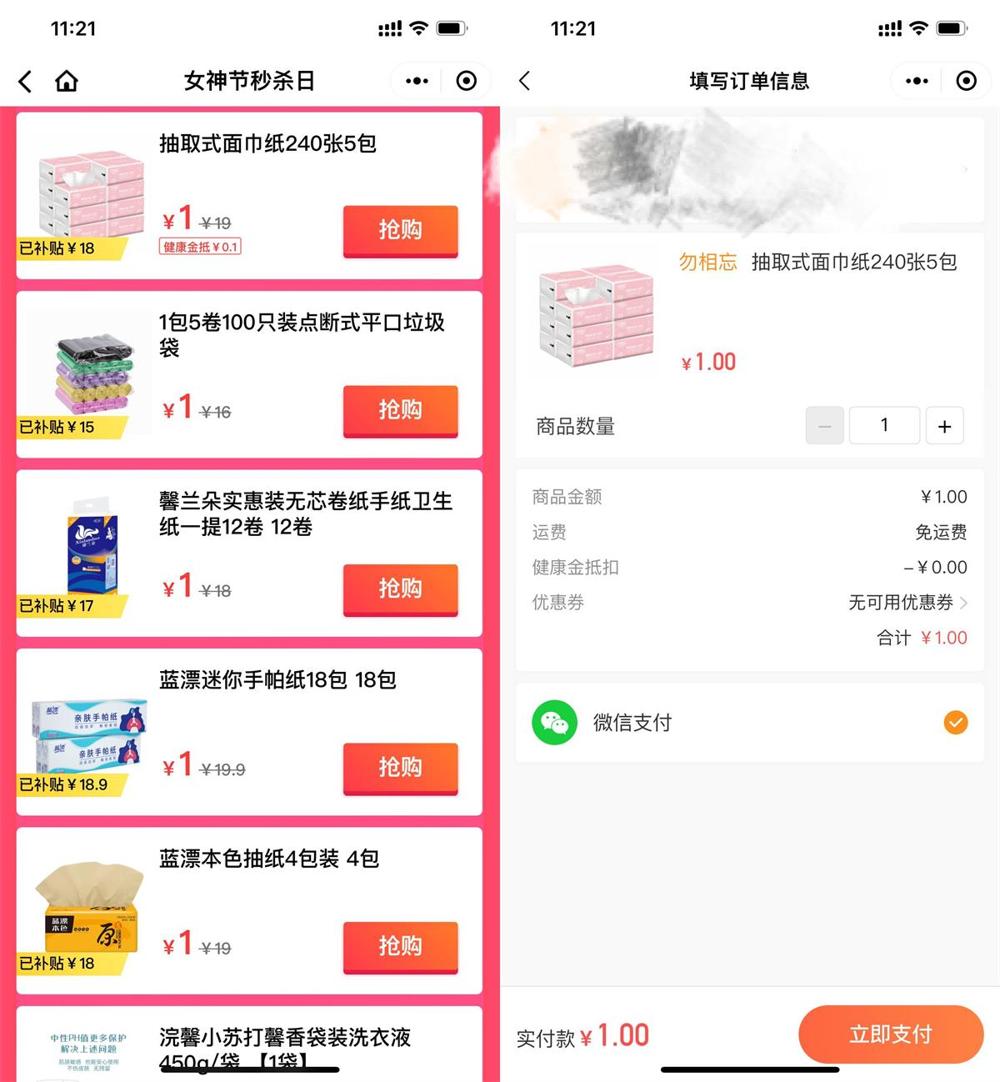 11:21
女神节秒杀日
抽取式面巾纸240张5包
¥1 ¥19
健康金抵¥0.1
抢购
已补贴¥18
1包5卷100只装点断式平口垃圾
袋
¥1 ¥16
抢购
已补贴¥15
馨兰朵实惠装无芯卷纸手纸卫生
纸一提12卷 12卷
¥1 ¥18
抢购
已补贴¥17
蓝漂迷你手帕纸18包 18包
亲肤手帕纸
亲肤手帕纸
¥1 ¥19.9
抢购
已补贴¥18.9
蓝漂本色抽纸4包装 4包
蓝漂
本色
原
¥1 ¥19
抢购
已补贴¥18
中性PH值更多保护
解决上述问题
浣馨小苏打馨香袋装洗衣液
450g/袋 【1袋】
11:21
填写订单信息
勿相忘 抽取式面巾纸240张5包
¥1.00
商品数量
− 1 +
商品金额 ¥1.00
运费 免运费
健康金抵扣 –¥0.00
优惠券 无可用优惠券
合计 ¥1.00
微信支付
实付款 ¥1.00
立即支付